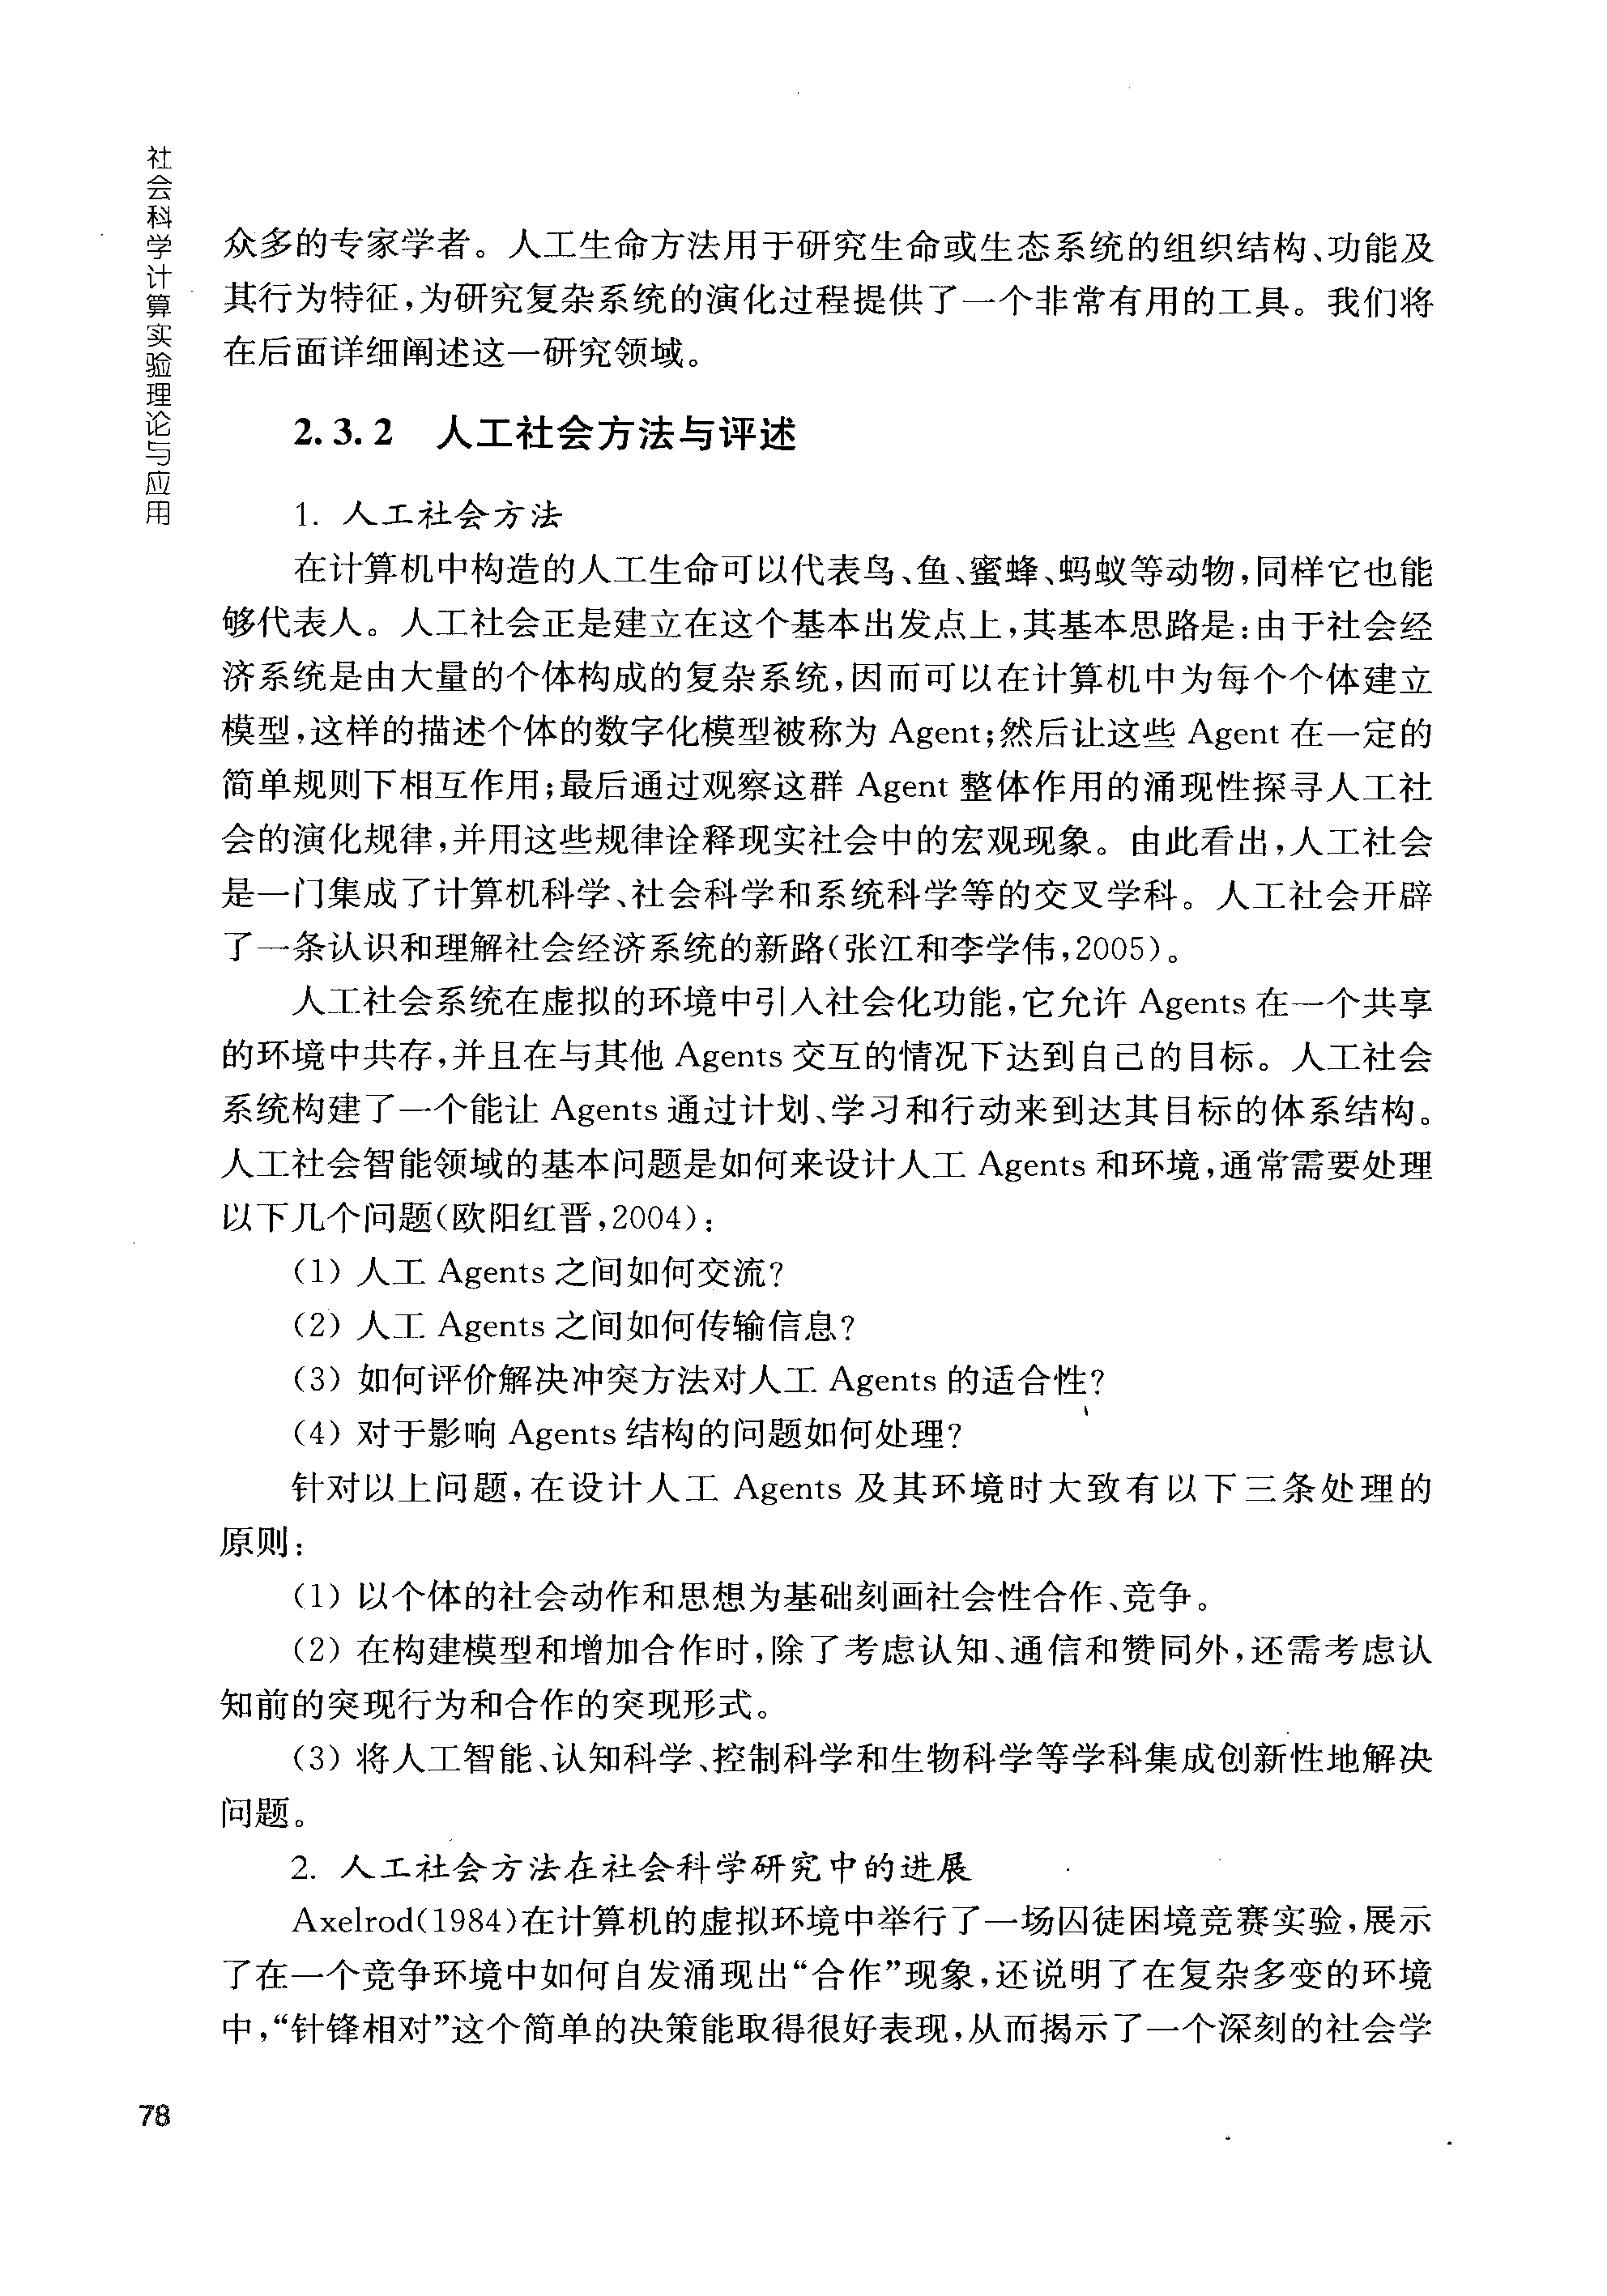 社会科学计算实验理论与应用
众多的专家学者。人工生命方法用于研究生命或生态系统的组织结构、功能及
其行为特征,为研究复杂系统的演化过程提供了一个非常有用的工具。我们将
在后面详细阐述这一研究领域。
2.3.2 人工社会方法与评述
1. 人工社会方法
在计算机中构造的人工生命可以代表鸟、鱼、蜜蜂、蚂蚁等动物,同样它也能
够代表人。人工社会正是建立在这个基本出发点上,其基本思路是:由于社会经
济系统是由大量的个体构成的复杂系统,因而可以在计算机中为每个个体建立
模型,这样的描述个体的数字化模型被称为 Agent;然后让这些 Agent 在一定的
简单规则下相互作用;最后通过观察这群 Agent 整体作用的涌现性探寻人工社
会的演化规律,并用这些规律诠释现实社会中的宏观现象。由此看出,人工社会
是一门集成了计算机科学、社会科学和系统科学等的交叉学科。人工社会开辟
了一条认识和理解社会经济系统的新路(张江和李学伟,2005)。
人工社会系统在虚拟的环境中引入社会化功能,它允许 Agents 在一个共享
的环境中共存,并且在与其他 Agents 交互的情况下达到自己的目标。人工社会
系统构建了一个能让 Agents 通过计划、学习和行动来到达其目标的体系结构。
人工社会智能领域的基本问题是如何来设计人工 Agents 和环境,通常需要处理
以下几个问题(欧阳红晋,2004):
(1) 人工 Agents 之间如何交流?
(2) 人工 Agents 之间如何传输信息?
(3) 如何评价解决冲突方法对人工 Agents 的适合性?
(4) 对于影响 Agents 结构的问题如何处理?
针对以上问题,在设计人工 Agents 及其环境时大致有以下三条处理的
原则:
(1) 以个体的社会动作和思想为基础刻画社会性合作、竞争。
(2) 在构建模型和增加合作时,除了考虑认知、通信和赞同外,还需考虑认
知前的突现行为和合作的突现形式。
(3) 将人工智能、认知科学、控制科学和生物科学等学科集成创新性地解决
问题。
2. 人工社会方法在社会科学研究中的进展
Axelrod(1984)在计算机的虚拟环境中举行了一场囚徒困境竞赛实验,展示
了在一个竞争环境中如何自发涌现出“合作”现象,还说明了在复杂多变的环境
中,“针锋相对”这个简单的决策能取得很好表现,从而揭示了一个深刻的社会学
78